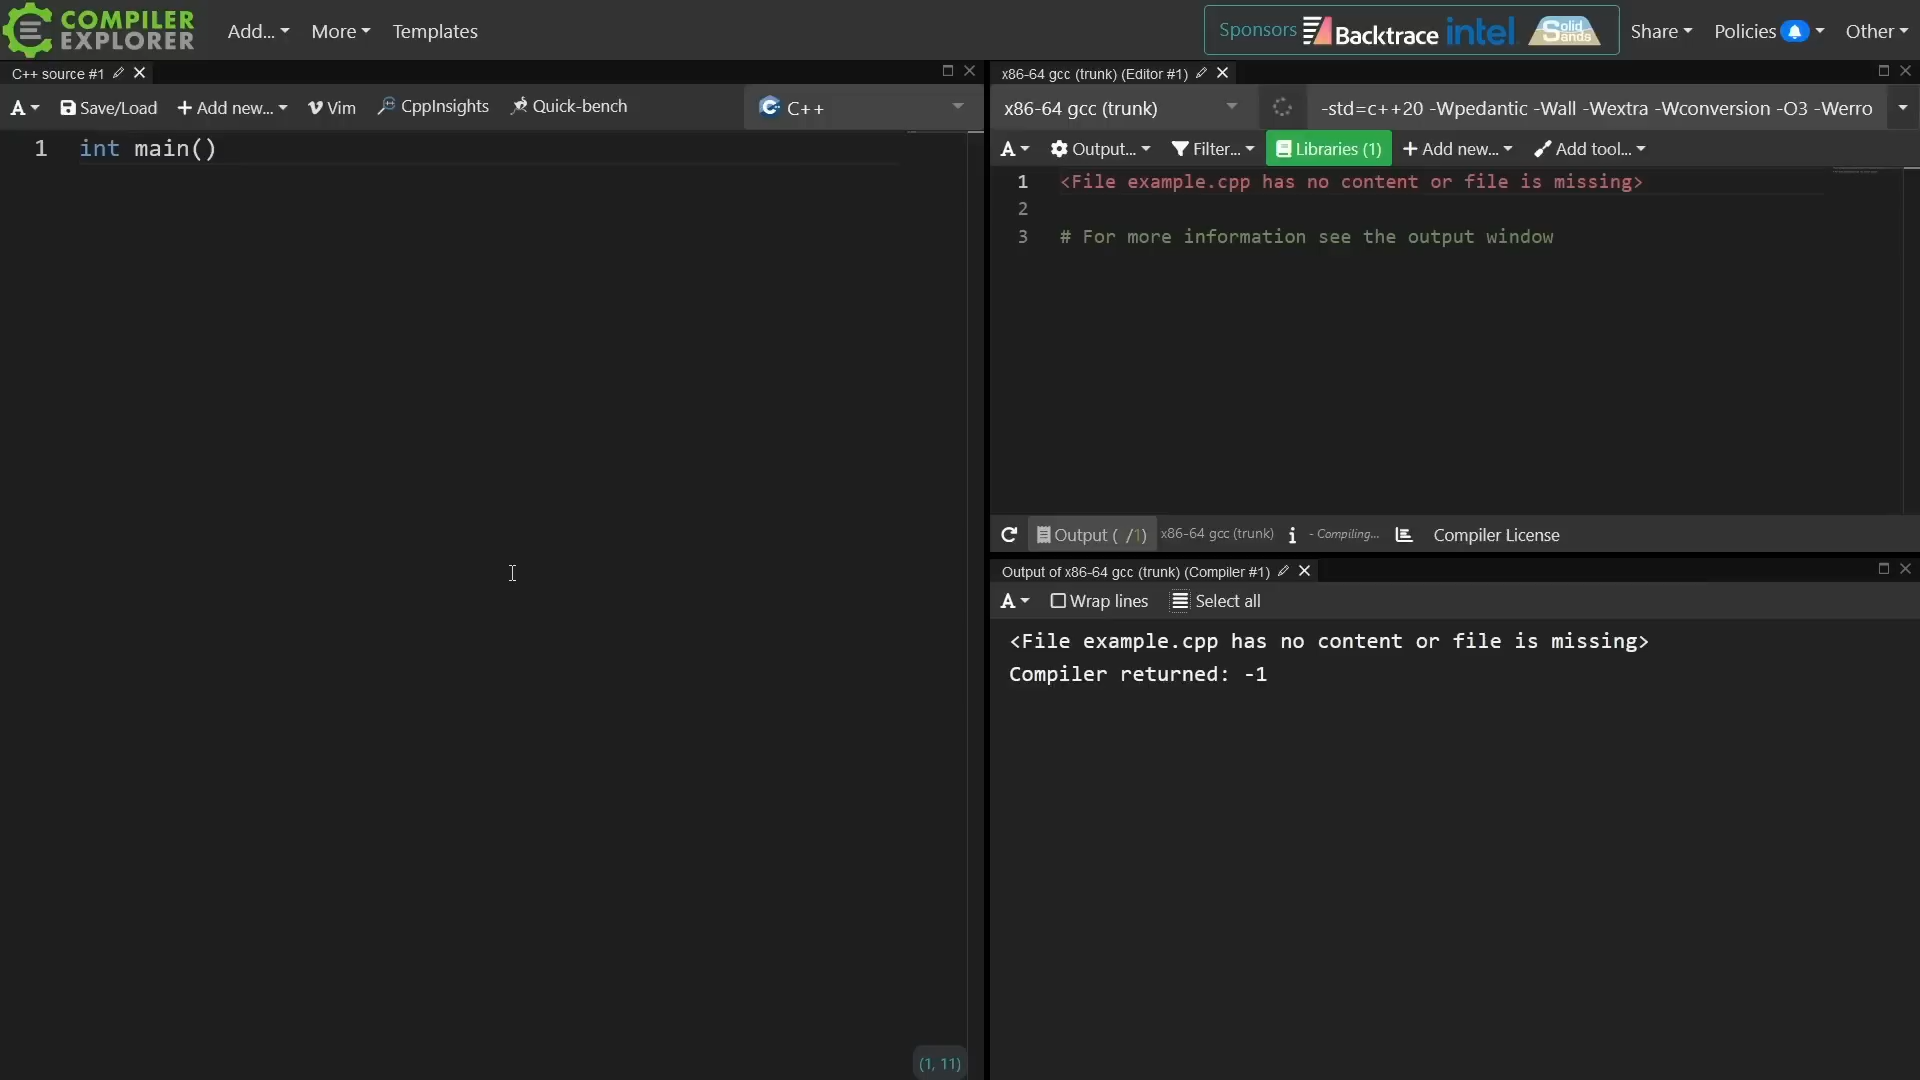 COMPILER
EXPLORER
Add...
More
Templates
Sponsors
Backtrace
intel
Solid
Sands
Share
Policies
Other
C++ source #1
A
Save/Load
+ Add new...
Vim
CppInsights
Quick-bench
C++
1 int main()
(1, 11)
x86-64 gcc (trunk) (Editor #1)
x86-64 gcc (trunk)
-std=c++20 -Wpedantic -Wall -Wextra -Wconversion -O3 -Werro
A
Output...
Filter...
Libraries (1)
+ Add new...
Add tool...
1 <File example.cpp has no content or file is missing>
2
3 # For more information see the output window
Output ( /1)
x86-64 gcc (trunk)
i
- Compiling...
Compiler License
Output of x86-64 gcc (trunk) (Compiler #1)
A
Wrap lines
Select all
<File example.cpp has no content or file is missing>
Compiler returned: -1